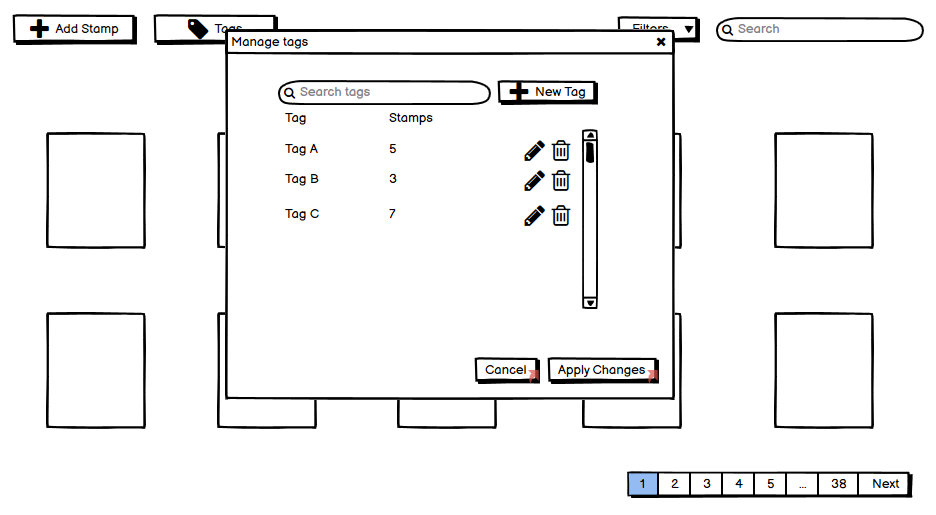 Add Stamp
Tags
Filters
Search
Manage tags
Search tags
New Tag
Tag Stamps
Tag A 5
Tag B 3
Tag C 7
Cancel
Apply Changes
1 2 3 4 5 ... 38 Next